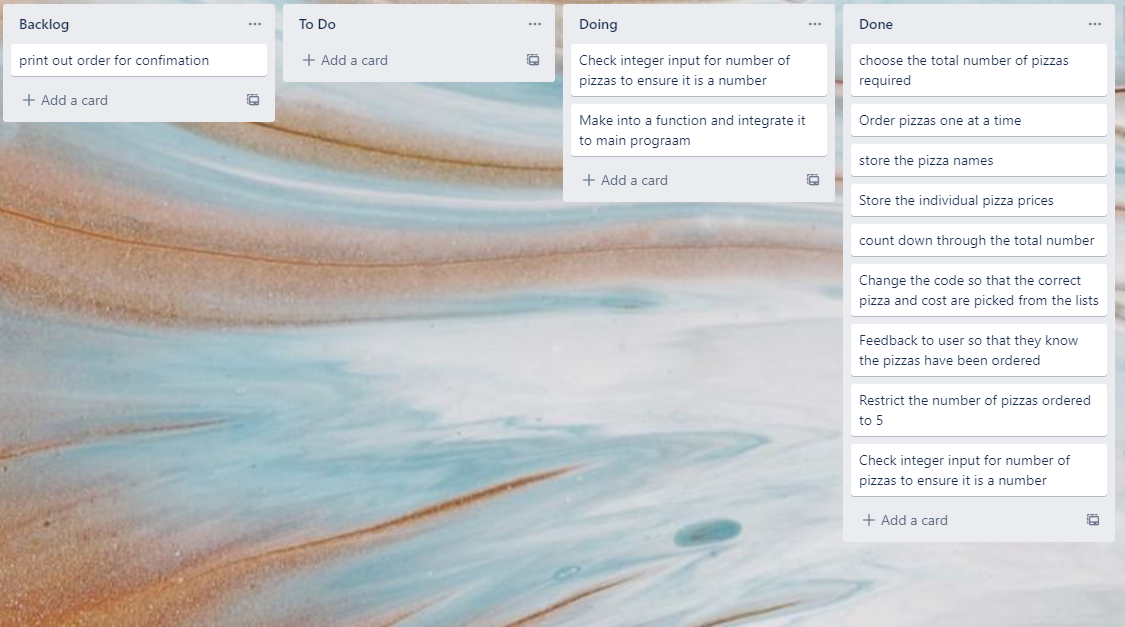 Backlog
print out order for confimation
Add a card
To Do
Add a card
Doing
Check integer input for number of
pizzas to ensure it is a number
Make into a function and integrate it
to main prograam
Add a card
Done
choose the total number of pizzas
required
Order pizzas one at a time
store the pizza names
Store the individual pizza prices
count down through the total number
Change the code so that the correct
pizza and cost are picked from the lists
Feedback to user so that they know
the pizzas have been ordered
Restrict the number of pizzas ordered
to 5
Check integer input for number of
pizzas to ensure it is a number
Add a card